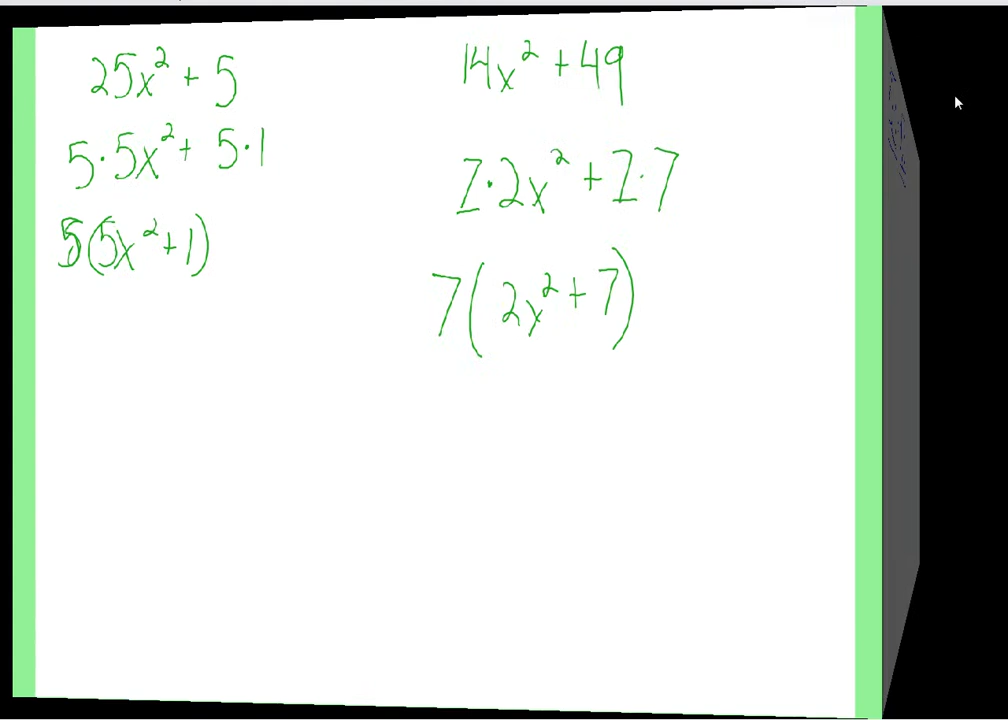 25x² + 5
5·5x² + 5·1
5(5x² + 1)
14x² + 49
7·2x² + 7·7
7(2x² + 7)